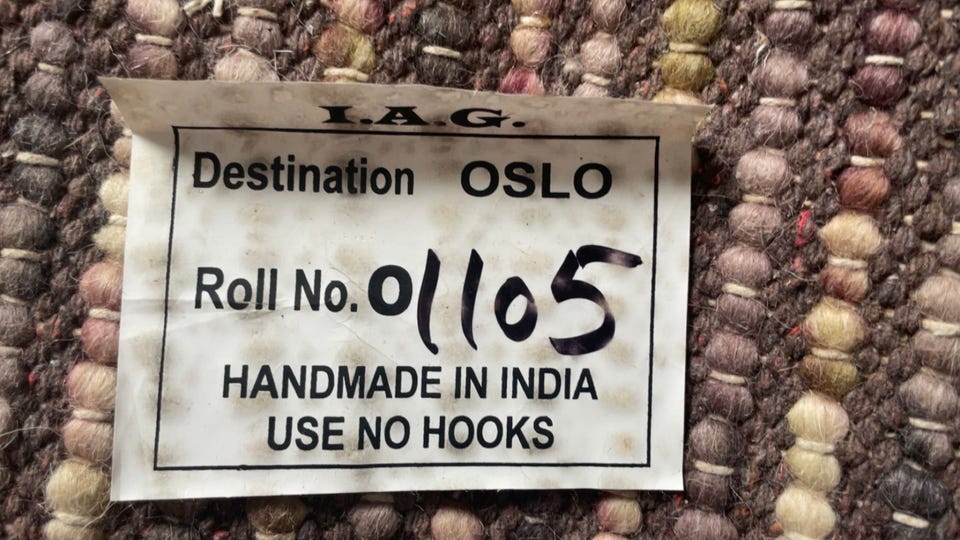 I.A.G.
Destination OSLO
Roll No. 01105
HANDMADE IN INDIA
USE NO HOOKS